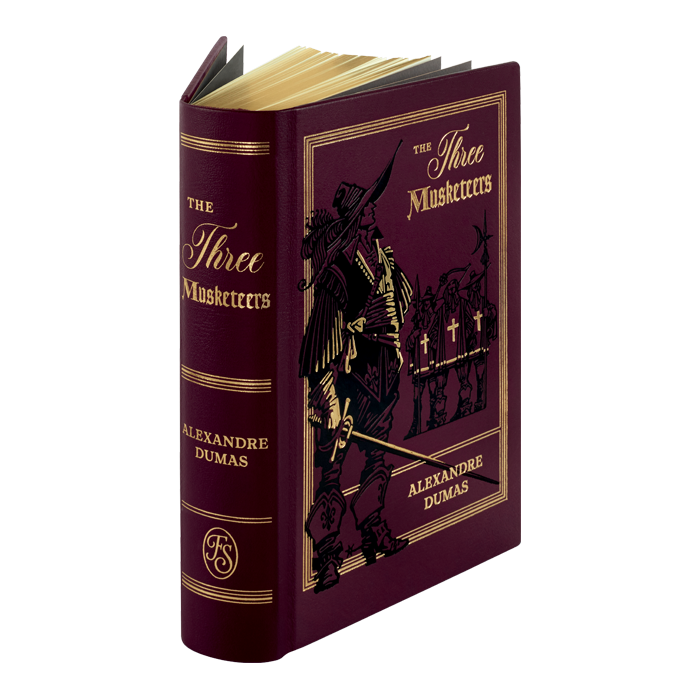 THE
Three
Musketeers
ALEXANDRE
DUMAS
FS
THE Three
Musketeers
ALEXANDRE
DUMAS